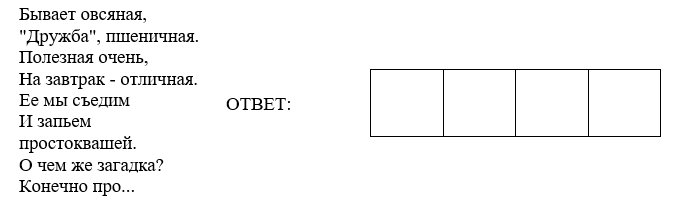 Бывает овсяная,
"Дружба", пшеничная.
Полезная очень,
На завтрак - отличная.
Ее мы съедим
И запьем
простоквашей.
О чем же загадка?
Конечно про...
ОТВЕТ: